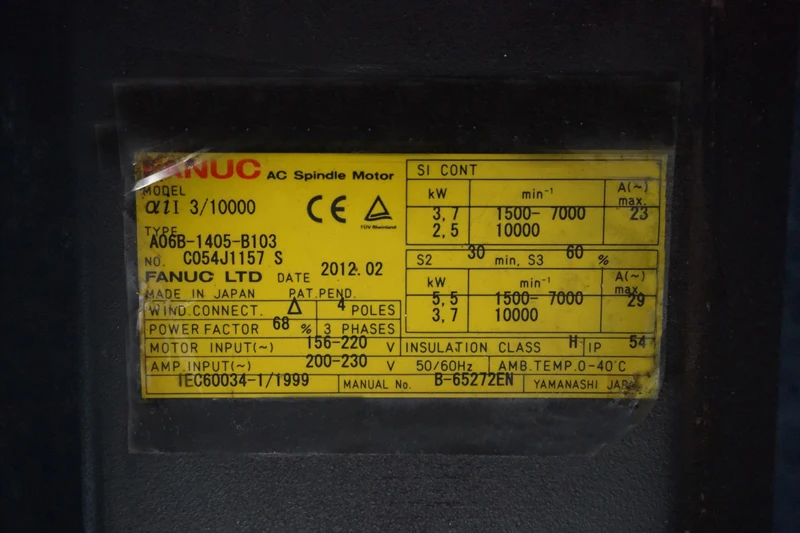 FANUC AC Spindle Motor
MODEL
αiI 3/10000
TYPE
A06B-1405-B103
NO. C054J1157 S
FANUC LTD DATE 2012.02
MADE IN JAPAN PAT.PEND.
WIND.CONNECT. Δ 4 POLES
POWER FACTOR 68 % 3 PHASES
CE
TÜV Rheinland
S1 CONT
kW min⁻¹ A(~) max.
3,7 1500- 7000 23
2,5 10000
S2 30 min, S3 60 %
kW min⁻¹ A(~) max.
5,5 1500- 7000 29
3,7 10000
MOTOR INPUT(~) 156-220 V INSULATION CLASS H IP 54
AMP.INPUT(~) 200-230 V 50/60Hz AMB.TEMP.0-40°C
IEC60034-1/1999 MANUAL No. B-65272EN YAMANASHI JAPAN